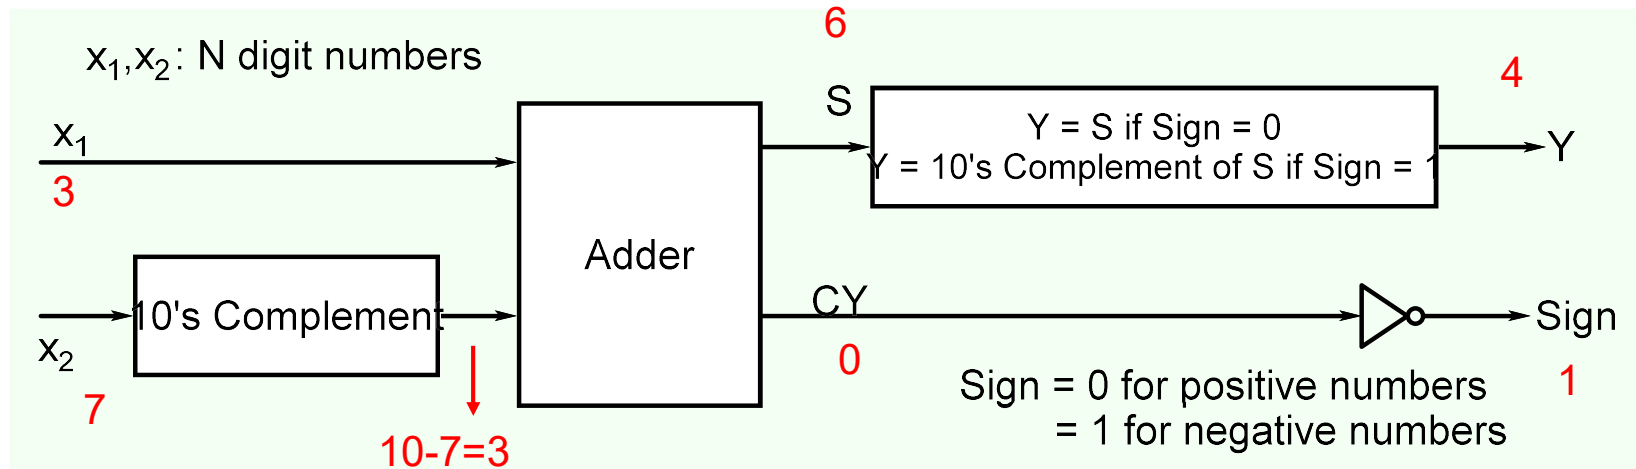 6
x₁,x₂: N digit numbers
4
S
Y = S if Sign = 0
Y = 10's Complement of S if Sign = 1
Y
x₁
3
Adder
10's Complement
x₂
7
10-7=3
CY
0
Sign
1
Sign = 0 for positive numbers
= 1 for negative numbers